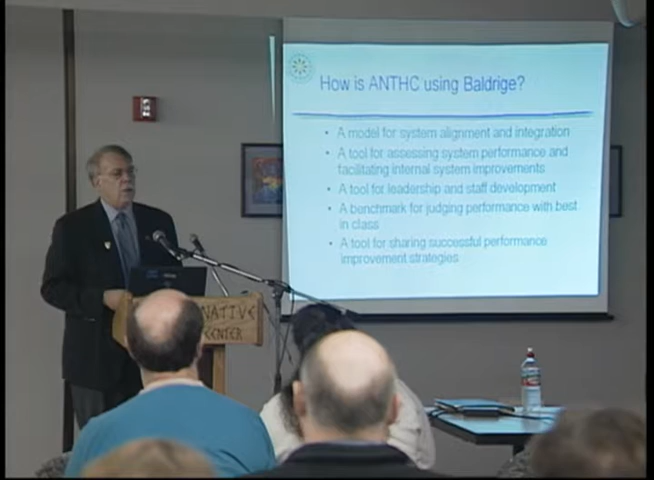 How is ANTHC using Baldrige?
• A model for system alignment and integration
• A tool for assessing system performance and
facilitating internal system improvements
• A tool for leadership and staff development
• A benchmark for judging performance with best
in class
• A tool for sharing successful performance
improvement strategies
NATIVE
CENTER